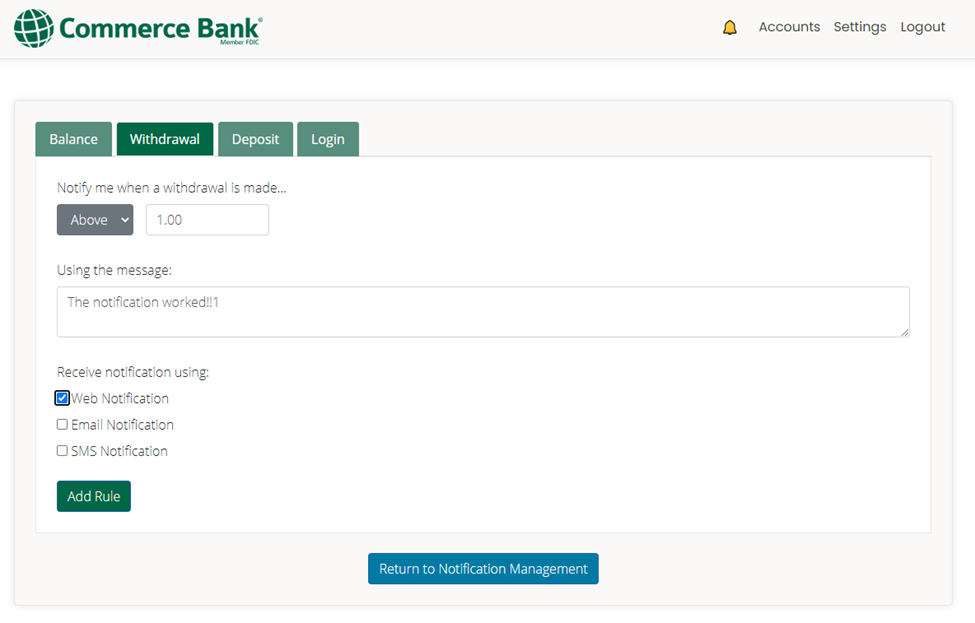 Commerce Bank®
Member FDIC
Accounts Settings Logout
Balance Withdrawal Deposit Login
Notify me when a withdrawal is made...
Above 1.00
Using the message:
The notification worked!!1
Receive notification using:
Web Notification
Email Notification
SMS Notification
Add Rule
Return to Notification Management